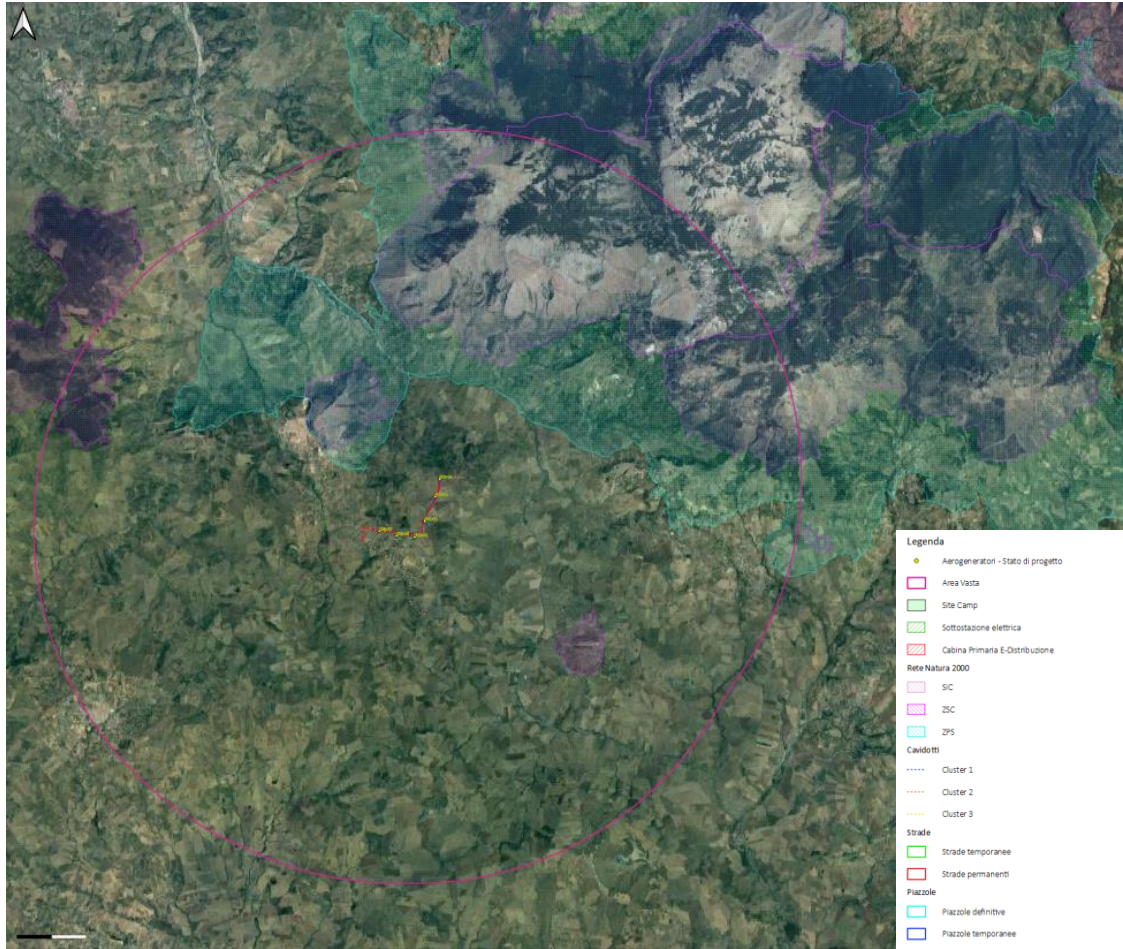 Legenda
Aerogeneratori - Stato di progetto
Area Vasta
Site Camp
Sottostazione elettrica
Cabina Primaria E-Distribuzione
Rete Natura 2000
SIC
ZSC
ZPS
Cavidotti
Cluster 1
Cluster 2
Cluster 3
Strade
Strade temporanee
Strade permanenti
Piazzole
Piazzole definitive
Piazzole temporanee